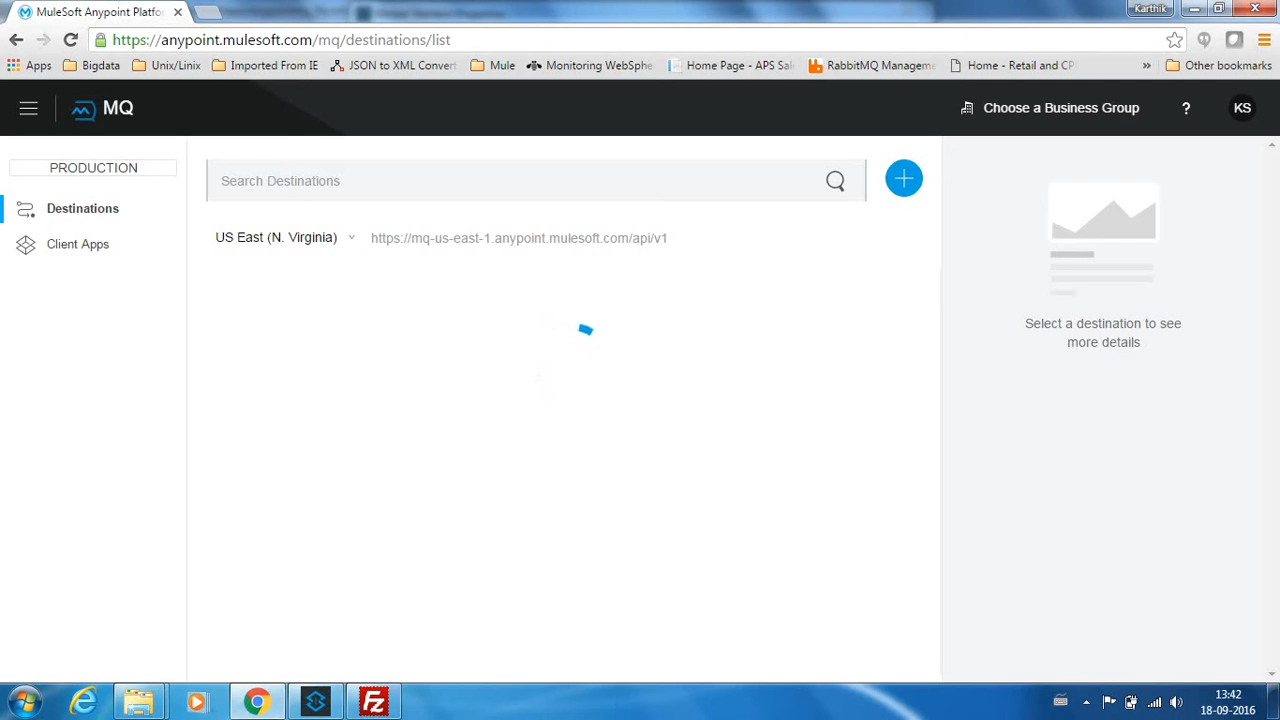 MuleSoft Anypoint Platfor
Karthik
https://anypoint.mulesoft.com/mq/destinations/list
Apps
Bigdata
Unix/Linux
Imported From IE
JSON to XML Convert
Mule
Monitoring WebSphe
Home Page - APS Sal
RabbitMQ Manageme
Home - Retail and CP
»
Other bookmarks
MQ
Choose a Business Group
?
KS
PRODUCTION
Destinations
Client Apps
Search Destinations
US East (N. Virginia)
https://mq-us-east-1.anypoint.mulesoft.com/api/v1
Select a destination to see
more details
13:42
18-09-2016